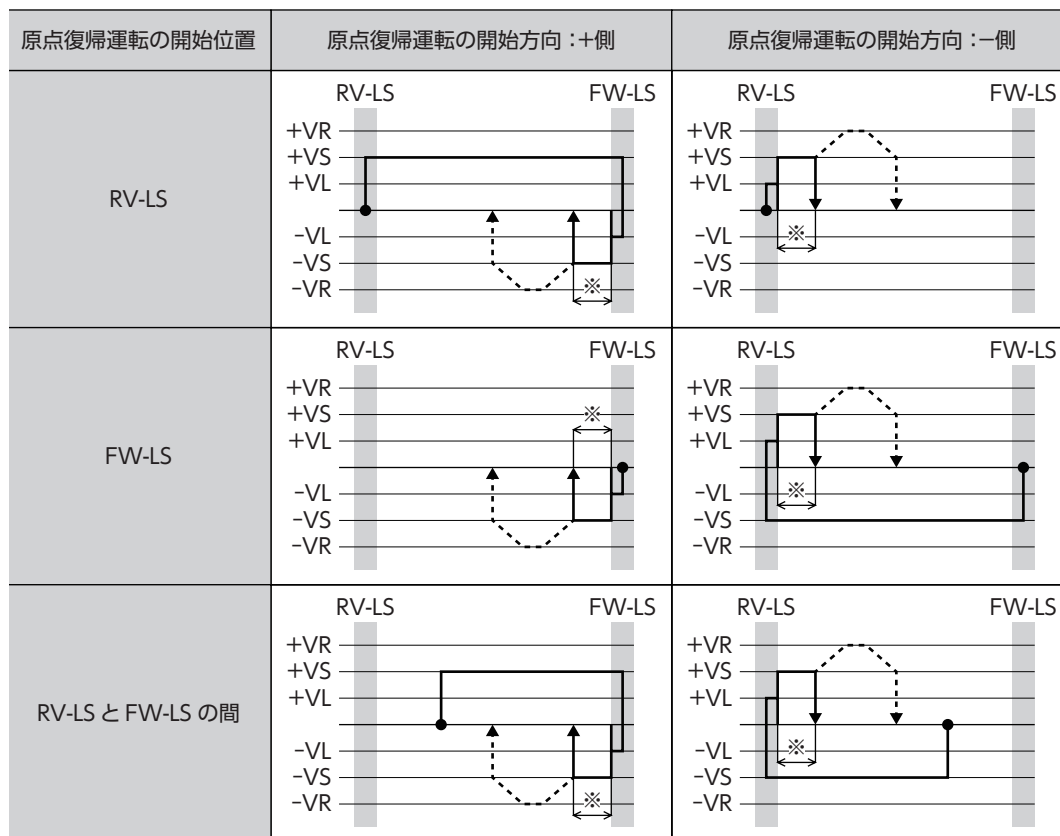 原点復帰運転の開始位置
原点復帰運転の開始方向：+側
原点復帰運転の開始方向：−側
RV-LS
RV-LS FW-LS
+VR
+VS
+VL
−VL
−VS
−VR
※
RV-LS FW-LS
+VR
+VS
+VL
−VL
−VS
−VR
※
FW-LS
RV-LS FW-LS
+VR
+VS
+VL
−VL
−VS
−VR
※
RV-LS FW-LS
+VR
+VS
+VL
−VL
−VS
−VR
※
RV-LS と FW-LS の間
RV-LS FW-LS
+VR
+VS
+VL
−VL
−VS
−VR
※
RV-LS FW-LS
+VR
+VS
+VL
−VL
−VS
−VR
※